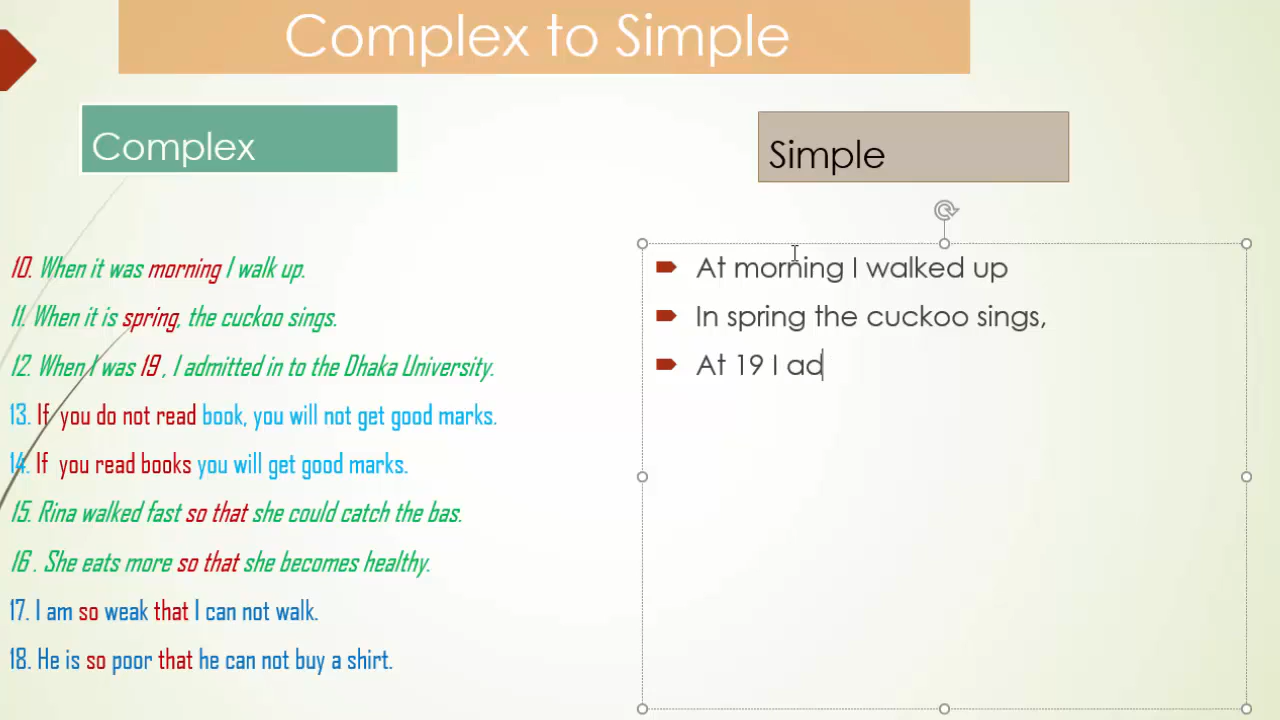 Complex to Simple
Complex
Simple
10. When it was morning I walk up.
11. When it is spring, the cuckoo sings.
12. When I was 19 , I admitted in to the Dhaka University.
13. If you do not read book, you will not get good marks.
14. If you read books you will get good marks.
15. Rina walked fast so that she could catch the bas.
16 . She eats more so that she becomes healthy.
17. I am so weak that I can not walk.
18. He is so poor that he can not buy a shirt.
At morning I walked up
In spring the cuckoo sings,
At 19 I ad